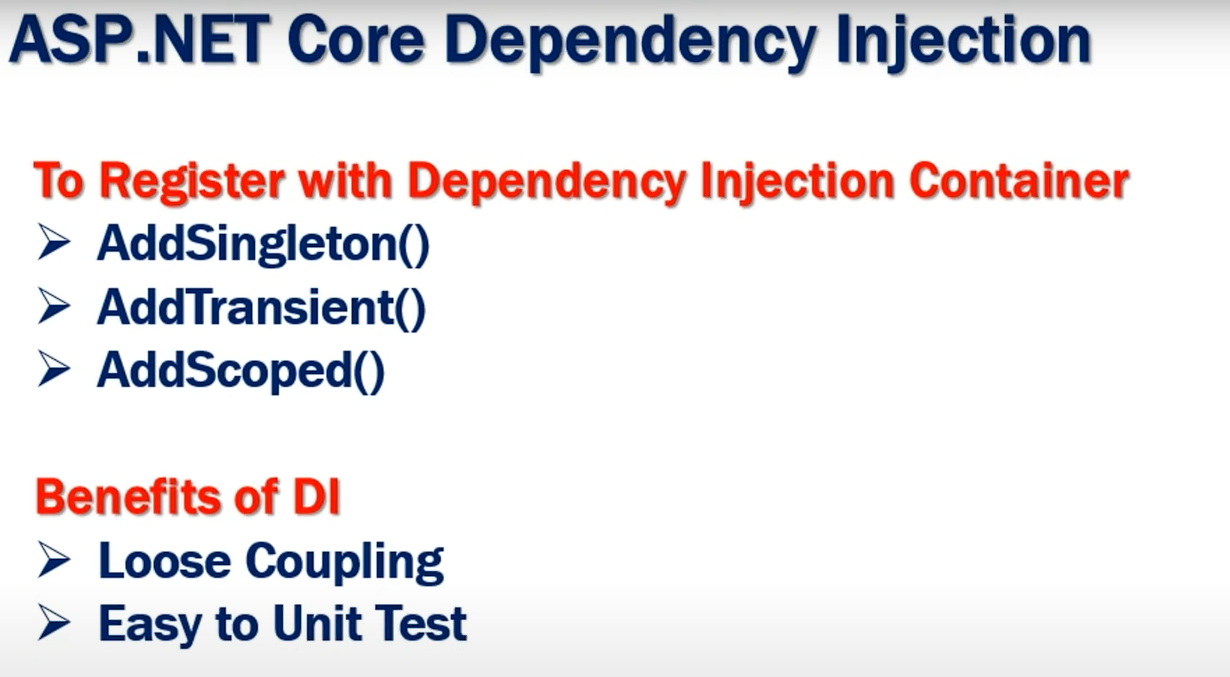 ASP.NET Core Dependency Injection
To Register with Dependency Injection Container
➢ AddSingleton()
➢ AddTransient()
➢ AddScoped()
Benefits of DI
➢ Loose Coupling
➢ Easy to Unit Test